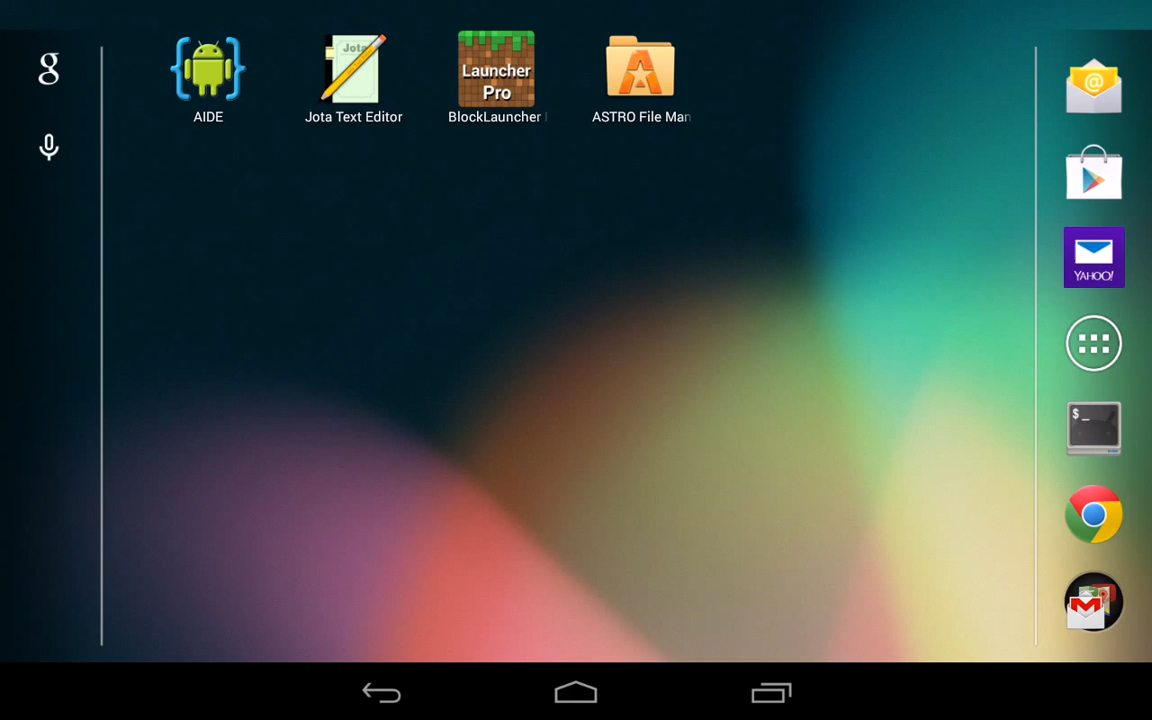 g
AIDE
Jota
Jota Text Editor
Launcher
Pro
BlockLauncher
ASTRO File Man
@
YAHOO!
$_